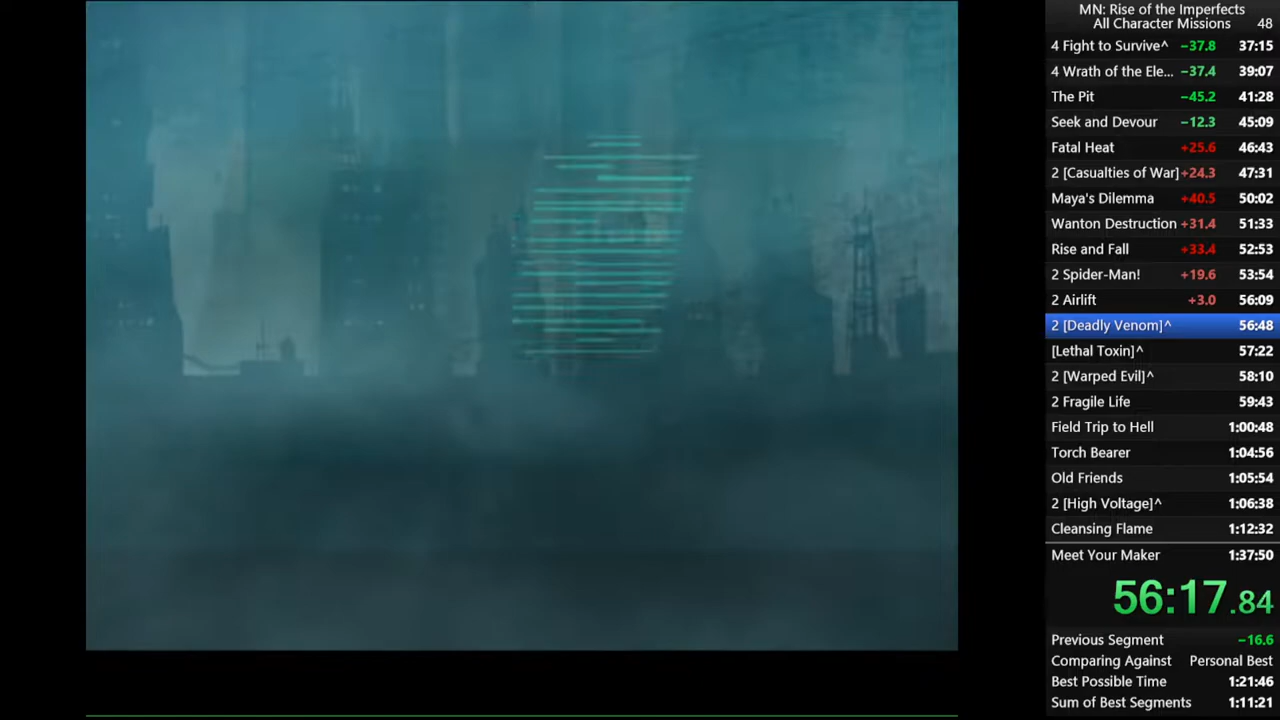 MN: Rise of the Imperfects
All Character Missions 48
4 Fight to Survive^ −37.8 37:15
4 Wrath of the Ele... −37.4 39:07
The Pit −45.2 41:28
Seek and Devour −12.3 45:09
Fatal Heat +25.6 46:43
2 [Casualties of War] +24.3 47:31
Maya's Dilemma +40.5 50:02
Wanton Destruction +31.4 51:33
Rise and Fall +33.4 52:53
2 Spider-Man! +19.6 53:54
2 Airlift +3.0 56:09
2 [Deadly Venom]^ 56:48
[Lethal Toxin]^ 57:22
2 [Warped Evil]^ 58:10
2 Fragile Life 59:43
Field Trip to Hell 1:00:48
Torch Bearer 1:04:56
Old Friends 1:05:54
2 [High Voltage]^ 1:06:38
Cleansing Flame 1:12:32
Meet Your Maker 1:37:50
56:17.84
Previous Segment −16.6
Comparing Against Personal Best
Best Possible Time 1:21:46
Sum of Best Segments 1:11:21